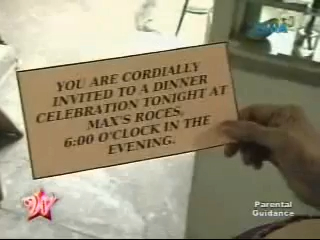 GMA
YOU ARE CORDIALLY
INVITED TO A DINNER
CELEBRATION TONIGHT AT
MAX'S ROCES,
6:00 O'CLOCK IN THE
EVENING.
Parental
Guidance